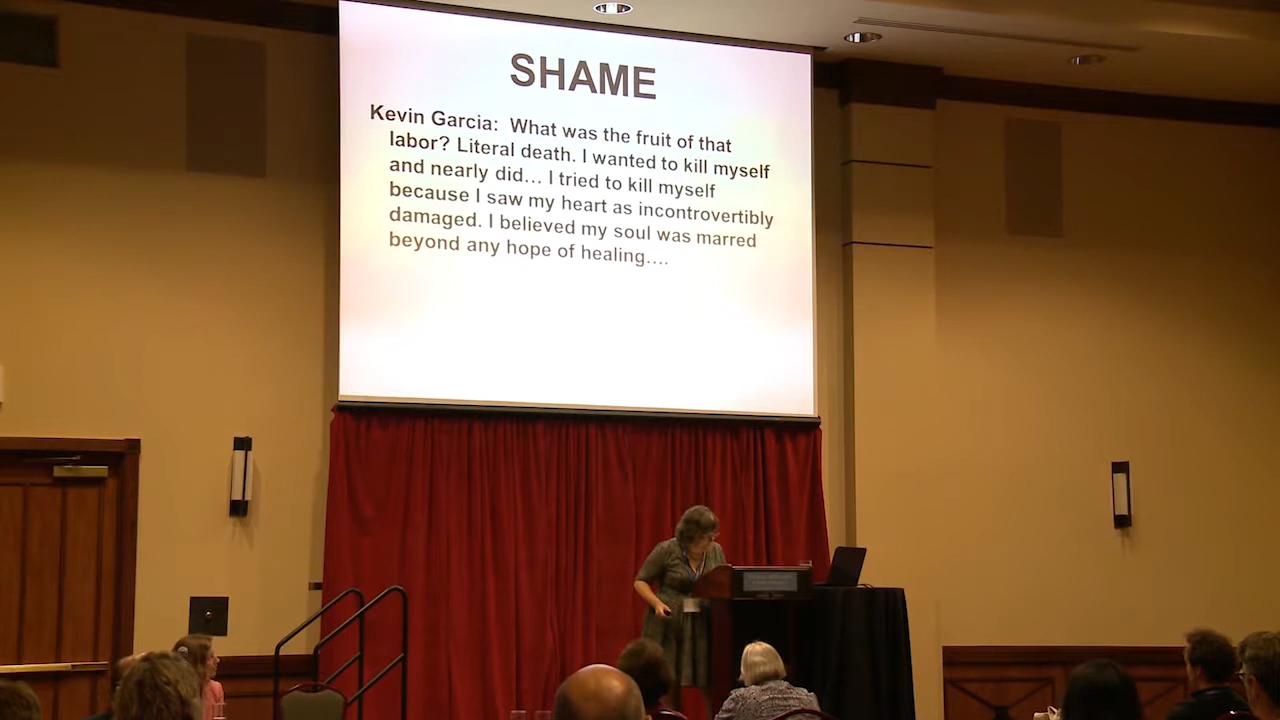 SHAME
Kevin Garcia:  What was the fruit of that
labor? Literal death. I wanted to kill myself
and nearly did… I tried to kill myself
because I saw my heart as incontrovertibly
damaged. I believed my soul was marred
beyond any hope of healing….